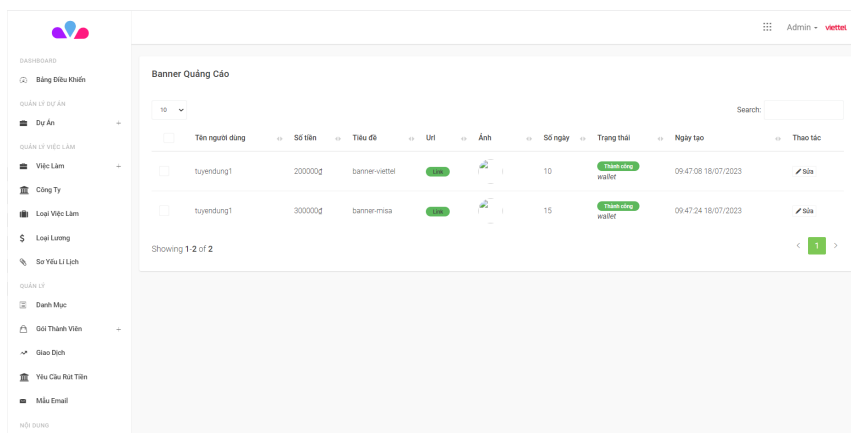 Admin
viettel
DASHBOARD
Bảng Điều Khiển
QUẢN LÝ DỰ ÁN
Dự Án
QUẢN LÝ VIỆC LÀM
Việc Làm
Công Ty
Loại Việc Làm
Loại Lương
Sơ Yếu Lí Lịch
QUẢN LÝ
Danh Mục
Gói Thành Viên
Giao Dịch
Yêu Cầu Rút Tiền
Mẫu Email
NỘI DUNG
Banner Quảng Cáo
10
Search:
Tên người dùng Số tiền Tiêu đề Url Ảnh Số ngày Trạng thái Ngày tạo Thao tác
tuyendung1 200000₫ banner-viettel Link 10 Thành công 09:47:08 18/07/2023 Sửa
wallet
tuyendung1 300000₫ banner-misa Link 15 Thành công 09:47:24 18/07/2023 Sửa
wallet
Showing 1-2 of 2
< 1 >